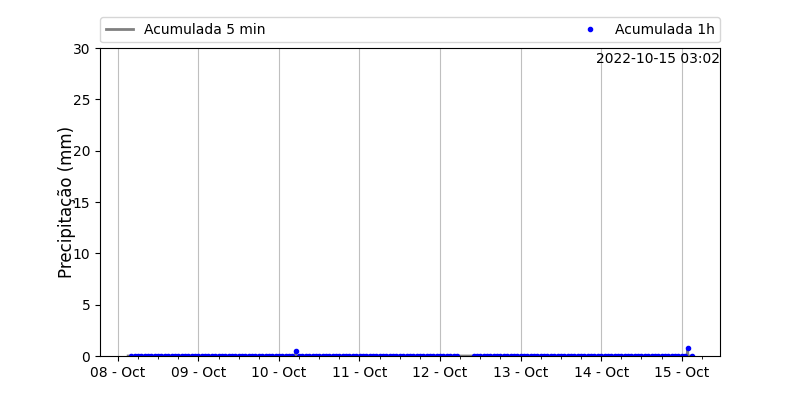 Acumulada 5 min
Acumulada 1h
2022-10-15 03:02
Precipitação (mm)
30
25
20
15
10
5
0
08 - Oct
09 - Oct
10 - Oct
11 - Oct
12 - Oct
13 - Oct
14 - Oct
15 - Oct